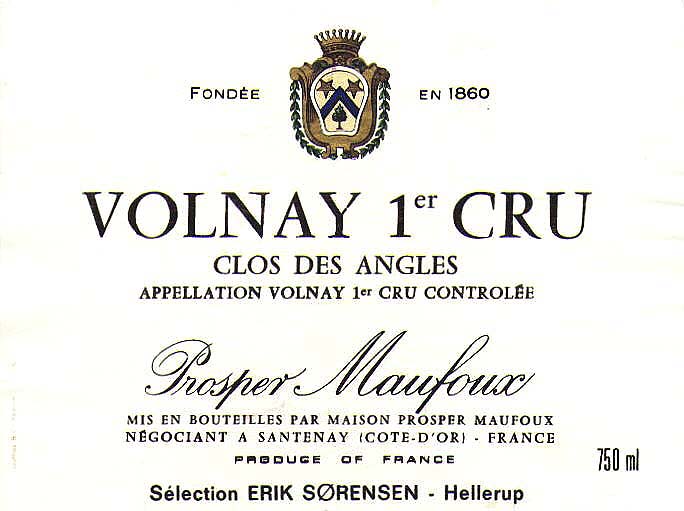 FONDÉE EN 1860
VOLNAY 1er CRU
CLOS DES ANGLES
APPELLATION VOLNAY 1er CRU CONTROLÉE
Prosper Maufoux
MIS EN BOUTEILLES PAR MAISON PROSPER MAUFOUX
NÉGOCIANT A SANTENAY (COTE-D'OR) - FRANCE
PRODUCE OF FRANCE
750 ml
Sélection ERIK SØRENSEN - Hellerup